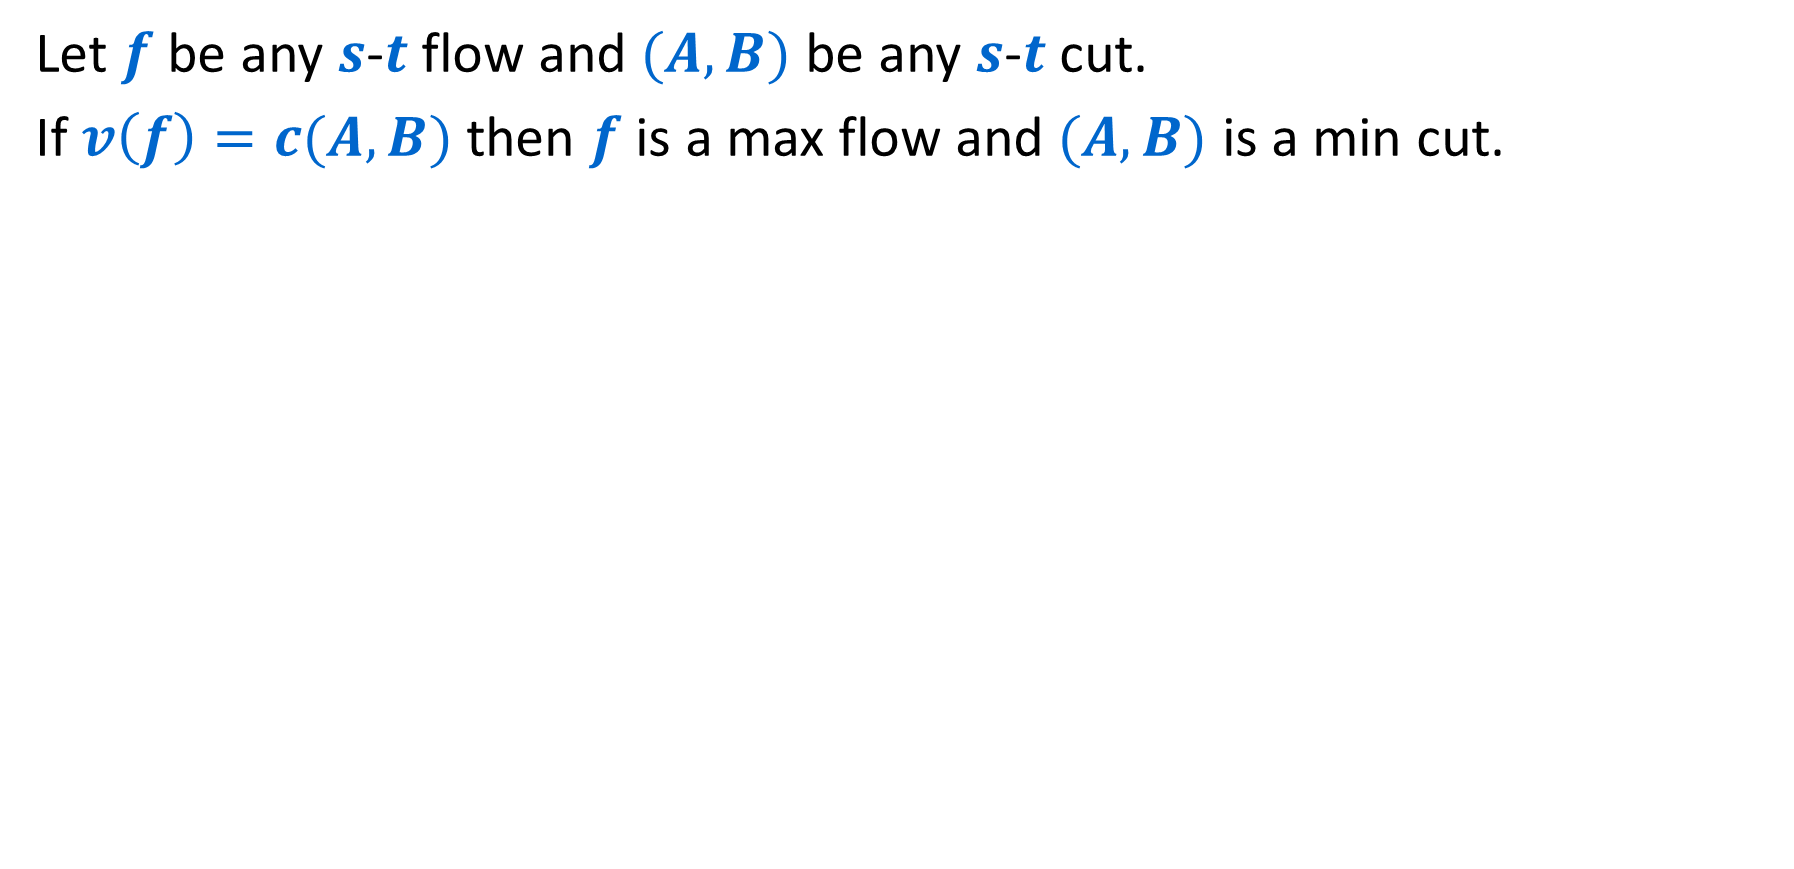 Let f be any s-t flow and (A, B) be any s-t cut.
If v(f) = c(A, B) then f is a max flow and (A, B) is a min cut.